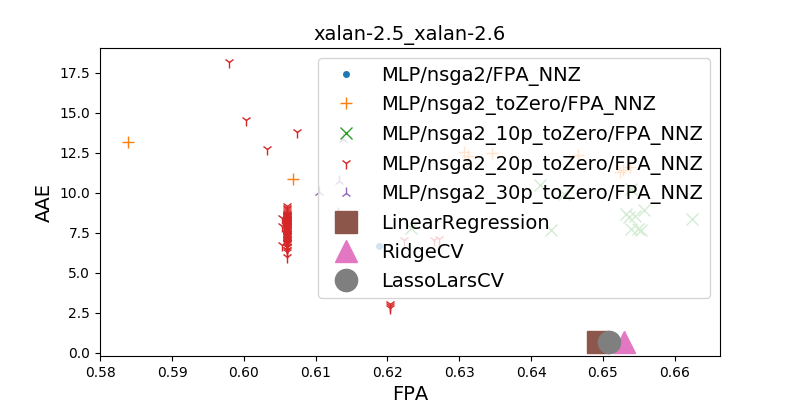 xalan-2.5_xalan-2.6
AAE
17.5
15.0
12.5
10.0
7.5
5.0
2.5
0.0
MLP/nsga2/FPA_NNZ
MLP/nsga2_toZero/FPA_NNZ
MLP/nsga2_10p_toZero/FPA_NNZ
MLP/nsga2_20p_toZero/FPA_NNZ
MLP/nsga2_30p_toZero/FPA_NNZ
LinearRegression
RidgeCV
LassoLarsCV
0.58 0.59 0.60 0.61 0.62 0.63 0.64 0.65 0.66
FPA